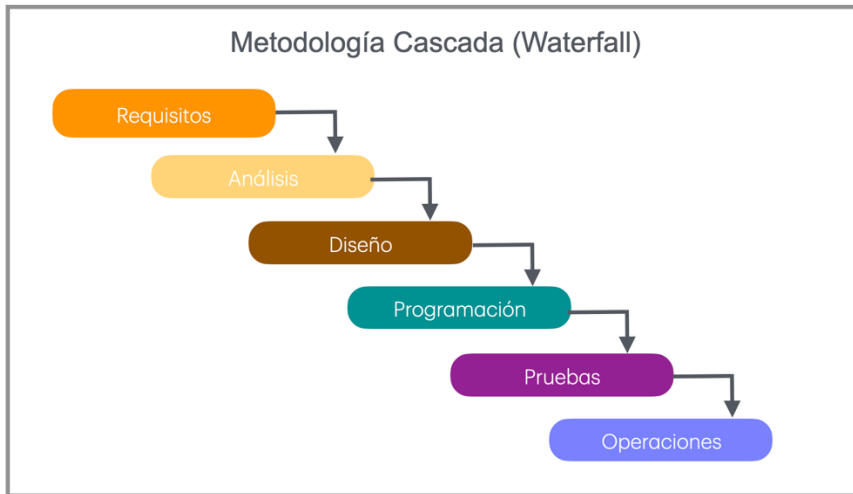 Metodología Cascada (Waterfall)
Requisitos
Análisis
Diseño
Programación
Pruebas
Operaciones